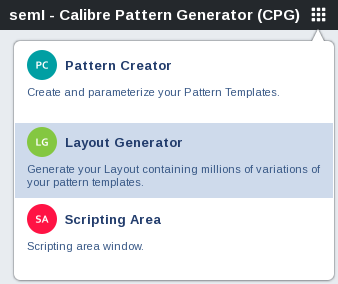 semI - Calibre Pattern Generator (CPG)
PC Pattern Creator
Create and parameterize your Pattern Templates.
LG Layout Generator
Generate your Layout containing millions of variations of
your pattern templates.
SA Scripting Area
Scripting area window.